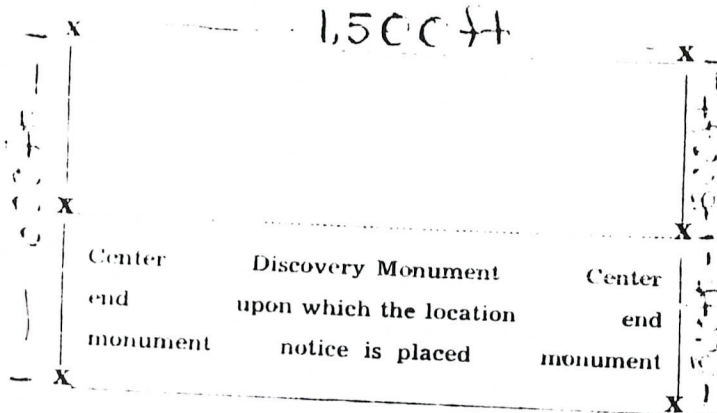 1,500 ft
X X
X X
Center Discovery Monument Center
end upon which the location end
monument notice is placed monument
X X